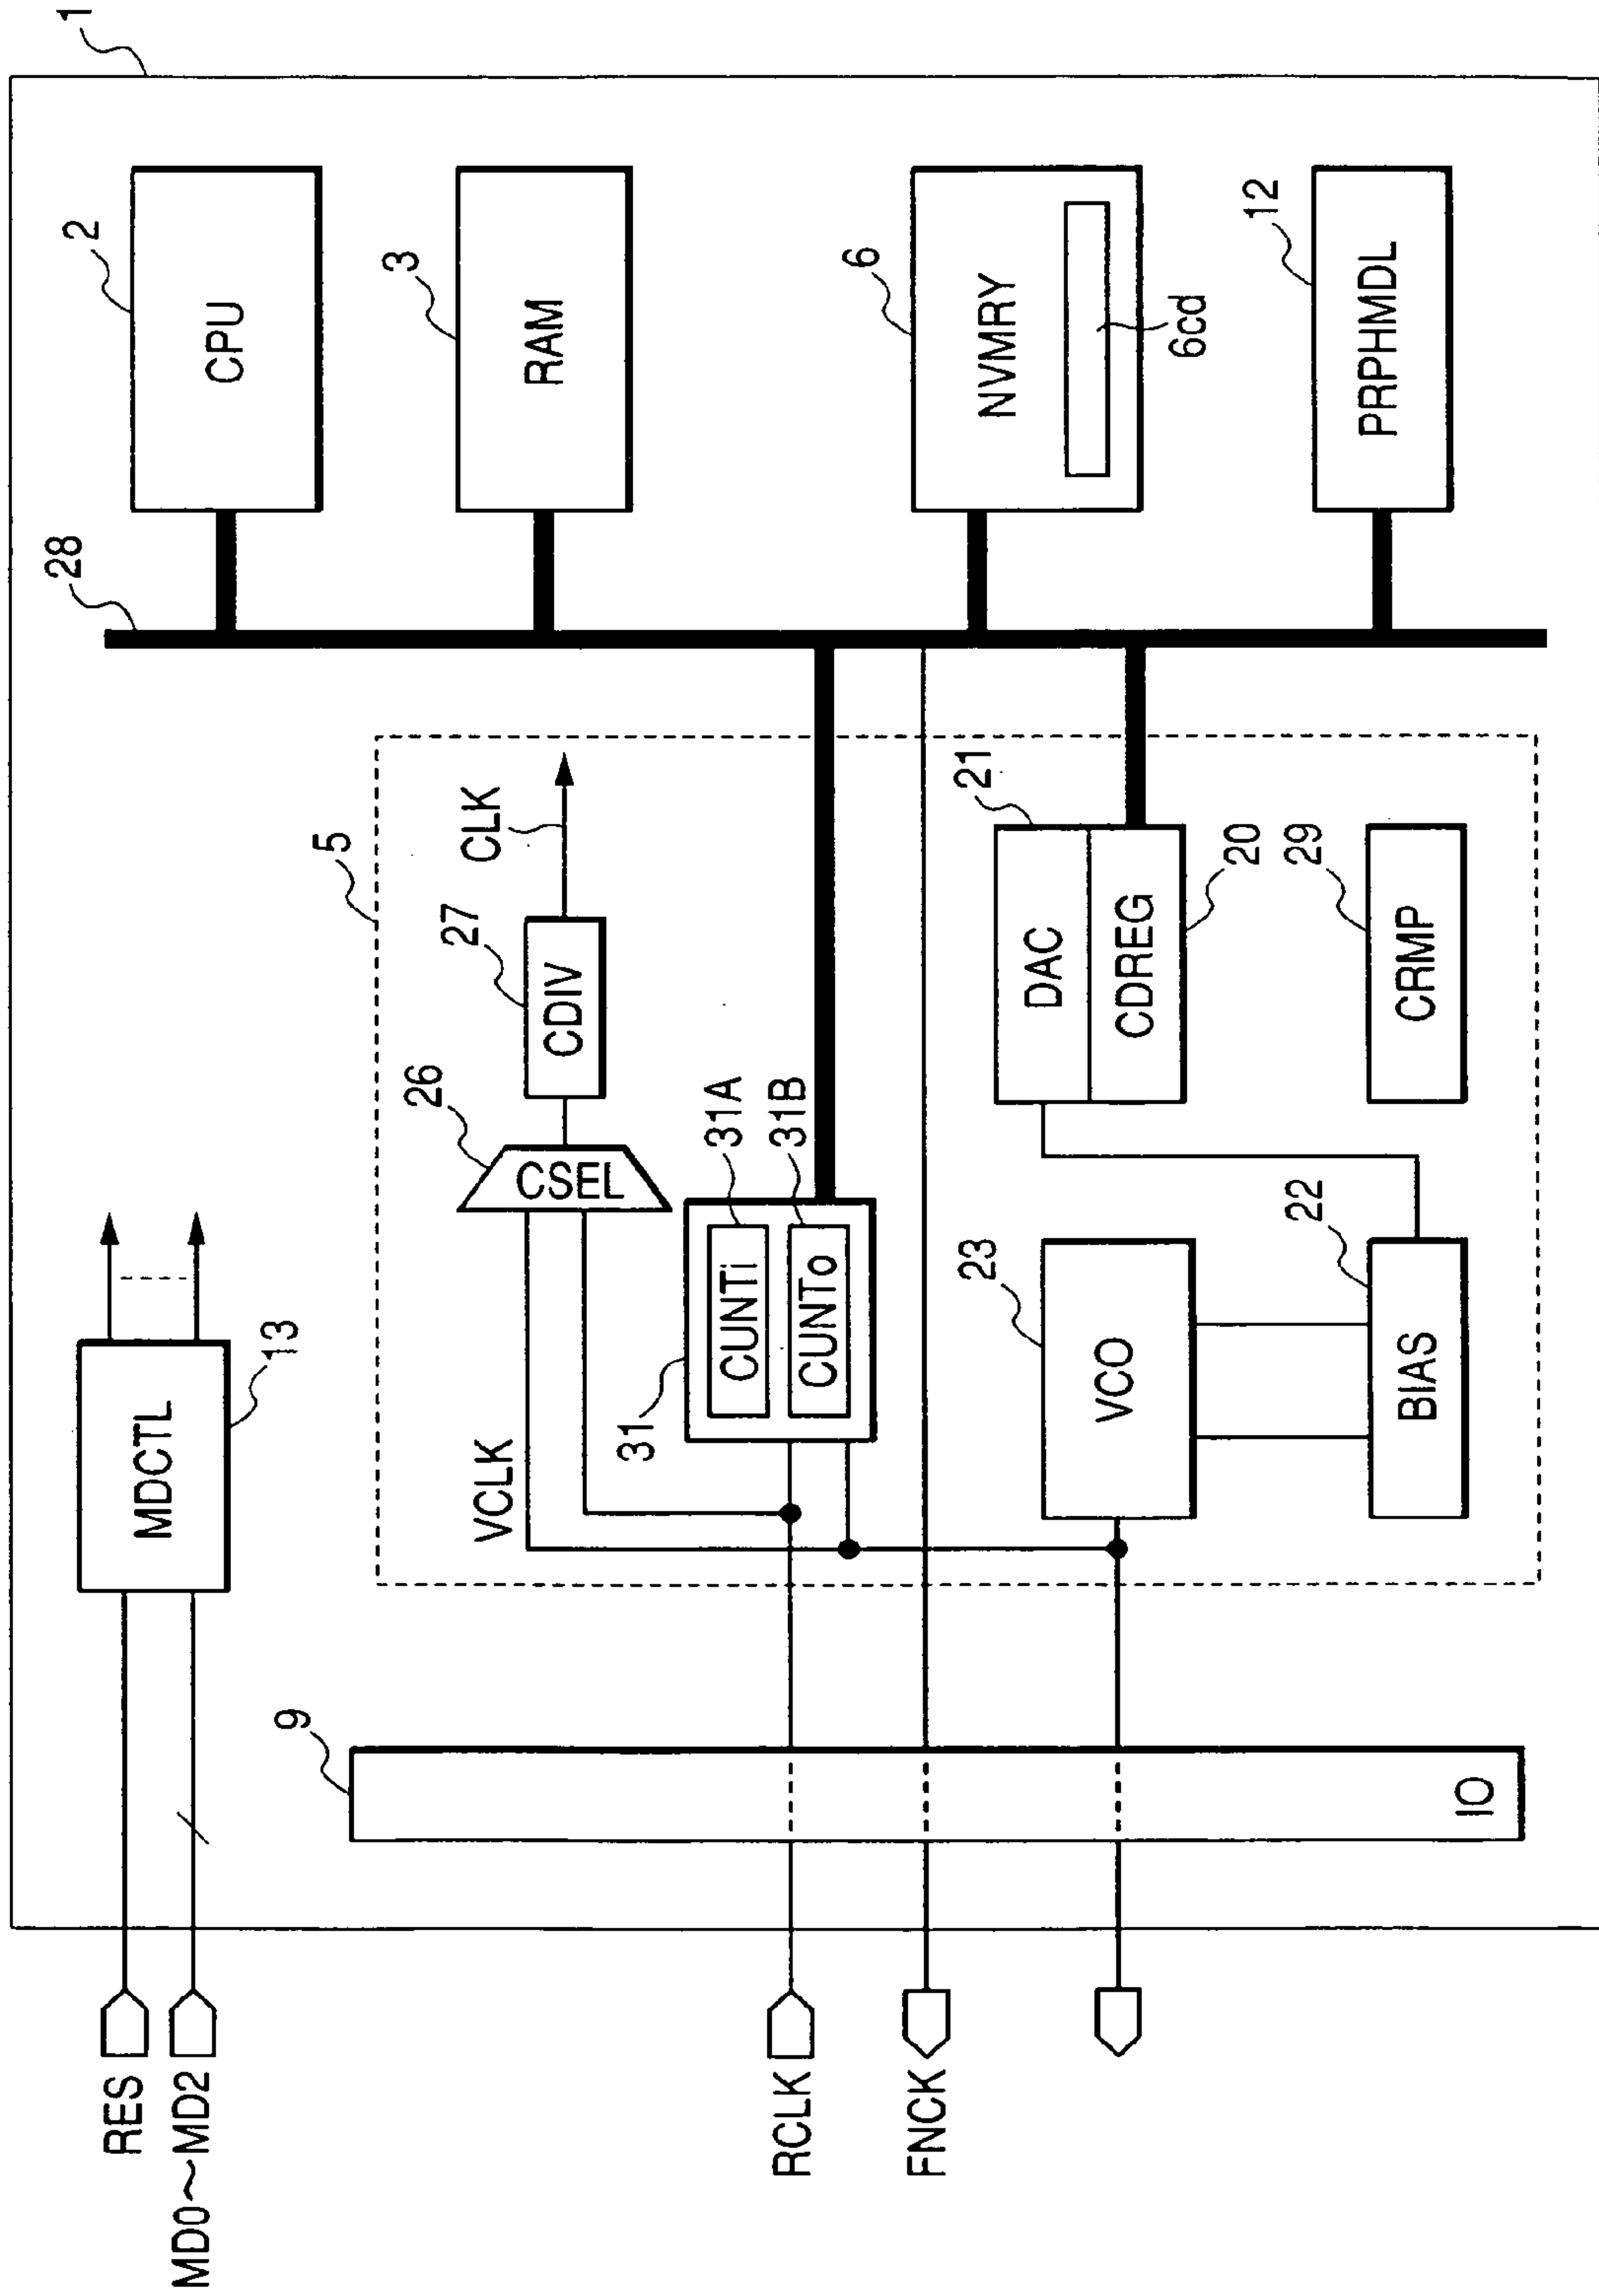 1
RES
MD0~MD2
MDCTL
13
28
2
CPU
3
RAM
5
26
CSEL
27
CDIV
CLK
VCLK
9
IO
31
CUNTi
31A
CUNTo
31B
RCLK
FNCK
6
NVMRY
6cd
23
VCO
21
DAC
CDREG
20
22
BIAS
29
CRMP
12
PRPHMDL